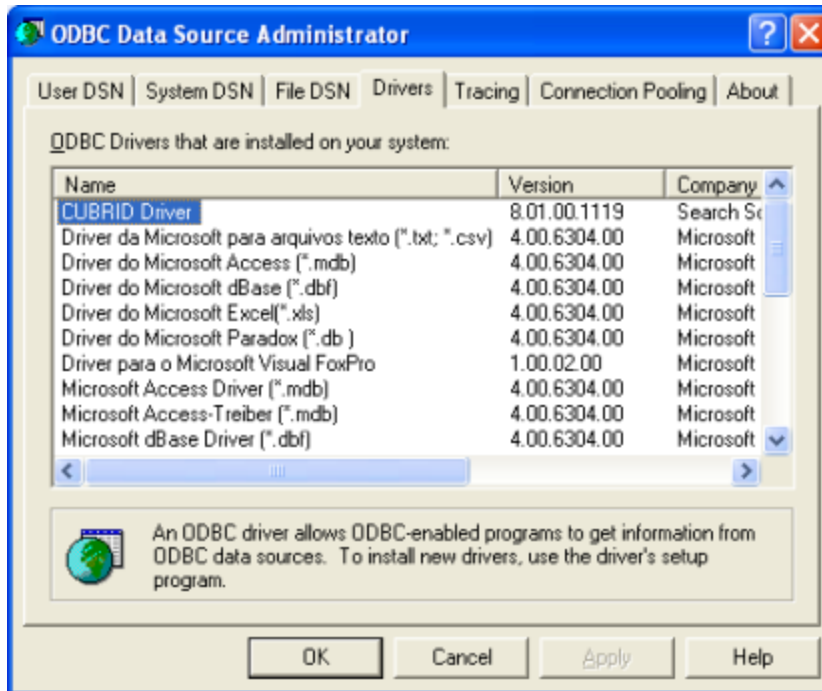 ODBC Data Source Administrator
User DSN System DSN File DSN Drivers Tracing Connection Pooling About
ODBC Drivers that are installed on your system:
Name Version Company
CUBRID Driver 8.01.00.1119 Search
Driver da Microsoft para arquivos texto (*.txt; *.csv) 4.00.6304.00 Microsoft
Driver do Microsoft Access (*.mdb) 4.00.6304.00 Microsoft
Driver do Microsoft dBase (*.dbf) 4.00.6304.00 Microsoft
Driver do Microsoft Excel(*.xls) 4.00.6304.00 Microsoft
Driver do Microsoft Paradox (*.db ) 4.00.6304.00 Microsoft
Driver para o Microsoft Visual FoxPro 1.00.02.00 Microsoft
Microsoft Access Driver (*.mdb) 4.00.6304.00 Microsoft
Microsoft Access-Treiber (*.mdb) 4.00.6304.00 Microsoft
Microsoft dBase Driver (*.dbf) 4.00.6304.00 Microsoft
An ODBC driver allows ODBC-enabled programs to get information from
ODBC data sources. To install new drivers, use the driver's setup
program.
OK Cancel Apply Help